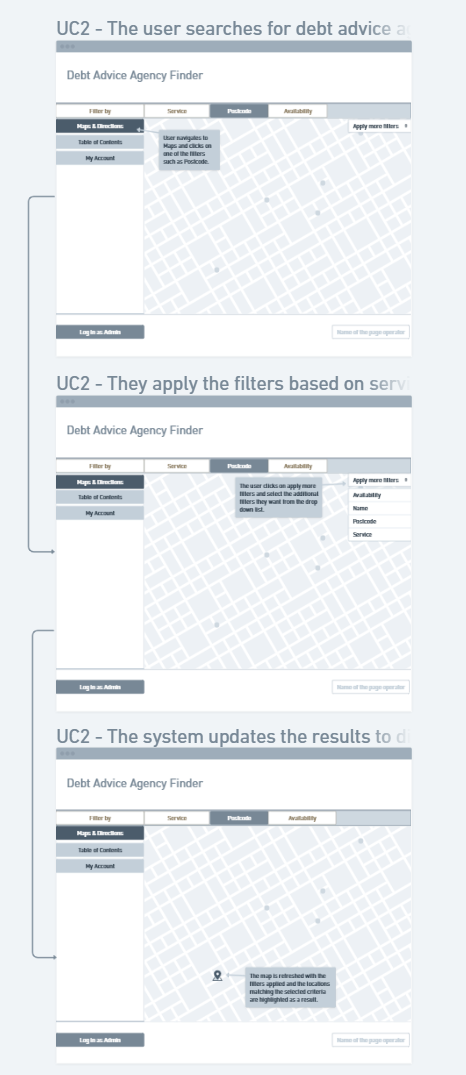 UC2 - The user searches for debt advice a
Debt Advice Agency Finder
Filter by Service Postcode Availability
Maps & Directions
Apply more filters
Table of Contents
My Account
User navigates to
Maps and clicks on
one of the filters
such as Postcode.
Log in as Admin
Name of the page operator
UC2 - They apply the filters based on servi
Debt Advice Agency Finder
Filter by Service Postcode Availability
Maps & Directions
Table of Contents
My Account
The user clicks on apply more
filters and select the additional
filters they want from the drop
down list.
Apply more filters
Availability
Name
Postcode
Service
Log in as Admin
Name of the page operator
UC2 - The system updates the results to d
Debt Advice Agency Finder
Filter by Service Postcode Availability
Maps & Directions
Table of Contents
My Account
The map is refreshed with the
filters applied and the locations
matching the selected criteria
are highlighted as a result.
Log in as Admin
Name of the page operator